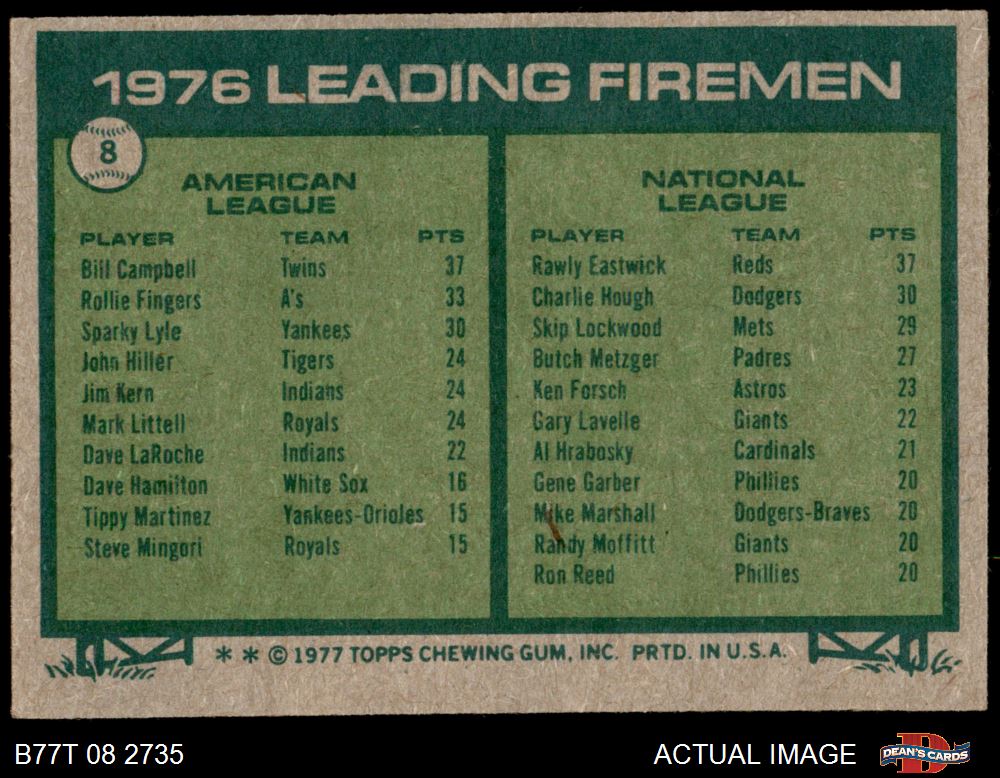 1976 LEADING FIREMEN
8
AMERICAN
LEAGUE
PLAYER TEAM PTS
Bill Campbell Twins 37
Rollie Fingers A's 33
Sparky Lyle Yankees 30
John Hiller Tigers 24
Jim Kern Indians 24
Mark Littell Royals 24
Dave LaRoche Indians 22
Dave Hamilton White Sox 16
Tippy Martinez Yankees-Orioles 15
Steve Mingori Royals 15
NATIONAL
LEAGUE
PLAYER TEAM PTS
Rawly Eastwick Reds 37
Charlie Hough Dodgers 30
Skip Lockwood Mets 29
Butch Metzger Padres 27
Ken Forsch Astros 23
Gary Lavelle Giants 22
Al Hrabosky Cardinals 21
Gene Garber Phillies 20
Mike Marshall Dodgers-Braves 20
Randy Moffitt Giants 20
Ron Reed Phillies 20
* * © 1977 TOPPS CHEWING GUM, INC. PRTD. IN U.S.A.
B77T 08 2735
ACTUAL IMAGE
DEAN'S CARDS